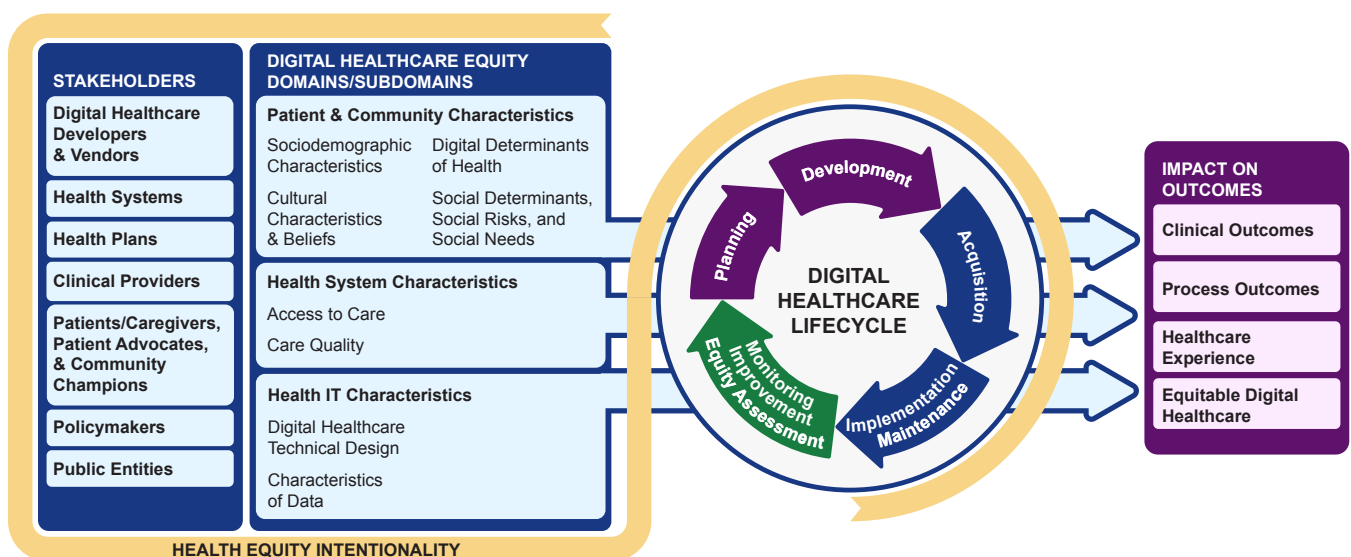 STAKEHOLDERS
Digital Healthcare
Developers
& Vendors
Health Systems
Health Plans
Clinical Providers
Patients/Caregivers,
Patient Advocates,
& Community
Champions
Policymakers
Public Entities
DIGITAL HEALTHCARE EQUITY
DOMAINS/SUBDOMAINS
Patient & Community Characteristics
Sociodemographic
Characteristics
Digital Determinants
of Health
Cultural
Characteristics
& Beliefs
Social Determinants,
Social Risks, and
Social Needs
Health System Characteristics
Access to Care
Care Quality
Health IT Characteristics
Digital Healthcare
Technical Design
Characteristics
of Data
HEALTH EQUITY INTENTIONALITY
DIGITAL
HEALTHCARE
LIFECYCLE
Planning
Development
Acquisition
Implementation
Maintenance
Monitoring
Improvement
Equity Assessment
IMPACT ON
OUTCOMES
Clinical Outcomes
Process Outcomes
Healthcare
Experience
Equitable Digital
Healthcare